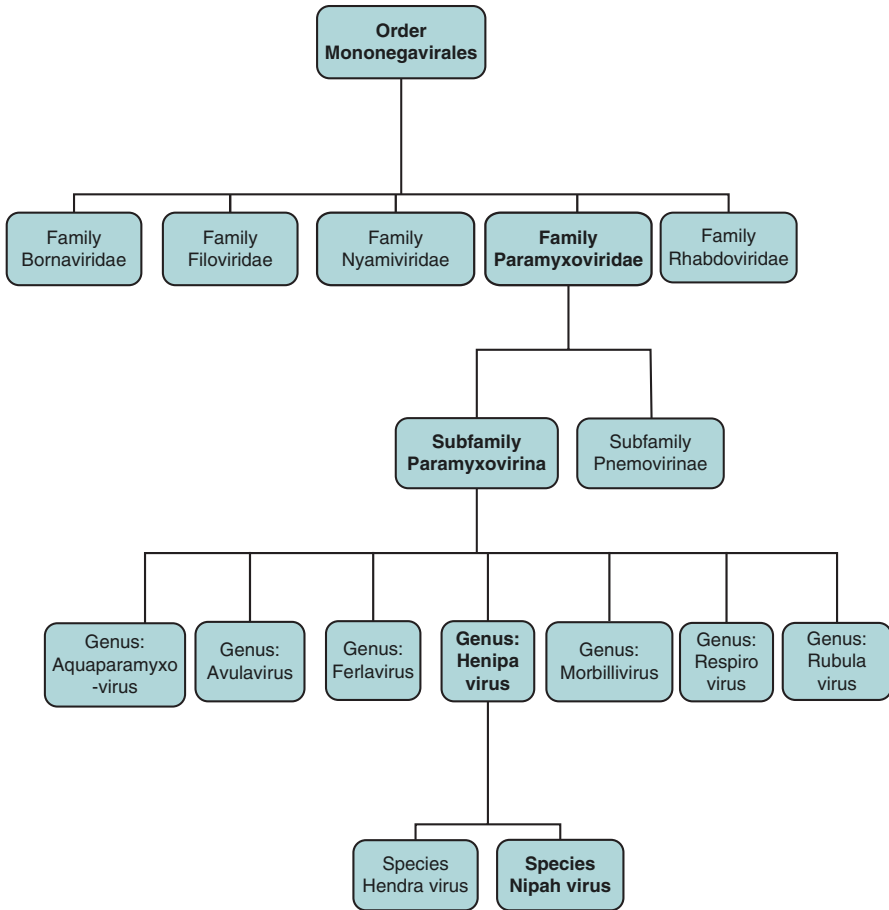 Order
Mononegavirales
Family
Bornaviridae
Family
Filoviridae
Family
Nyamiviridae
Family
Paramyxoviridae
Family
Rhabdoviridae
Subfamily
Paramyxovirina
Subfamily
Pnemovirinae
Genus:
Aquaparamyxo
-virus
Genus:
Avulavirus
Genus:
Ferlavirus
Genus:
Henipa
virus
Genus:
Morbillivirus
Genus:
Respiro
virus
Genus:
Rubula
virus
Species
Hendra virus
Species
Nipah virus